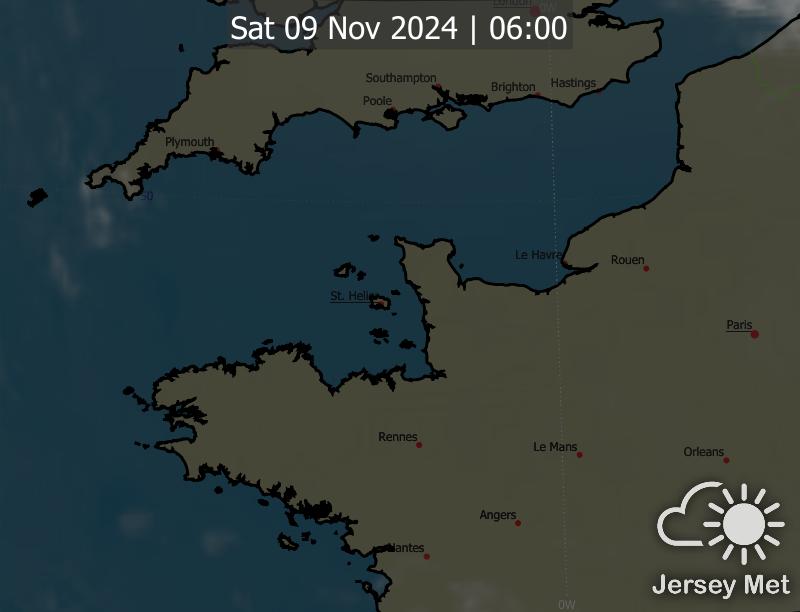 London
0W
Sat 09 Nov 2024 | 06:00
Southampton
Brighton
Hastings
Poole
Plymouth
50
Le Havre
Rouen
St. Helier
Paris
Rennes
Le Mans
Orleans
Angers
Nantes
Jersey Met
0W